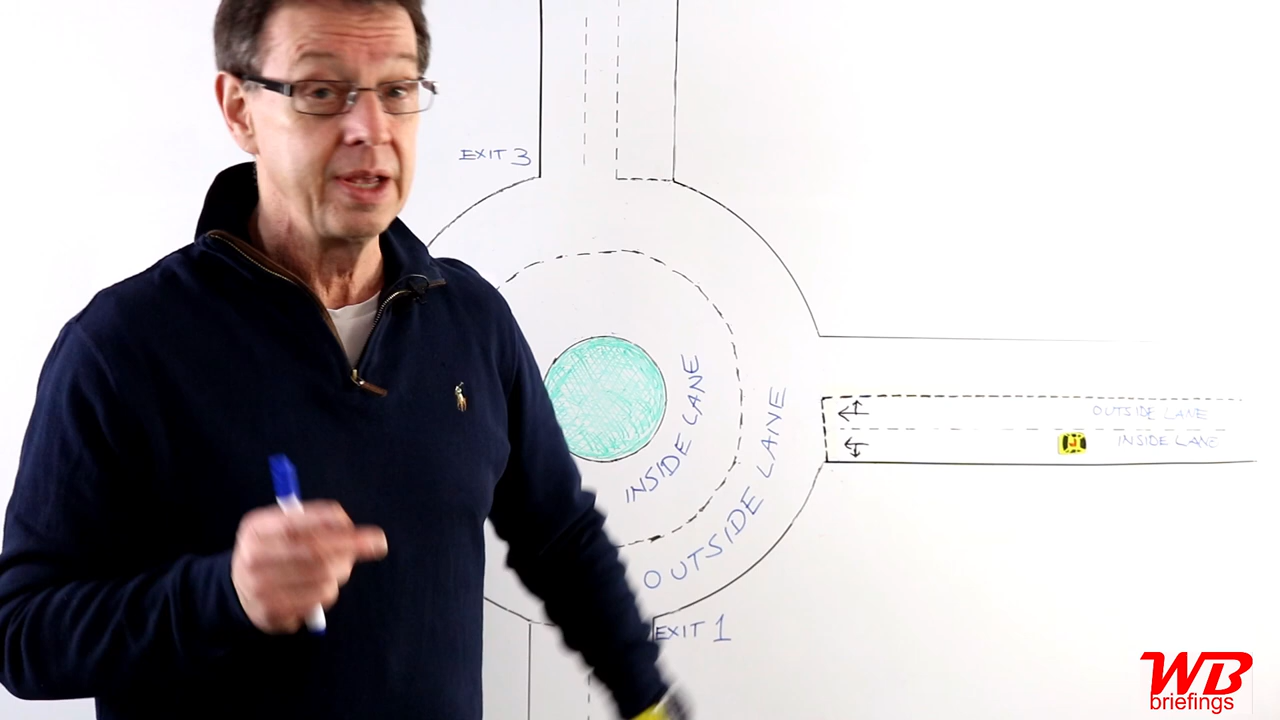 EXIT 3
INSIDE LANE
OUTSIDE LANE
OUTSIDE LANE
INSIDE LANE
EXIT 1
WB
briefings